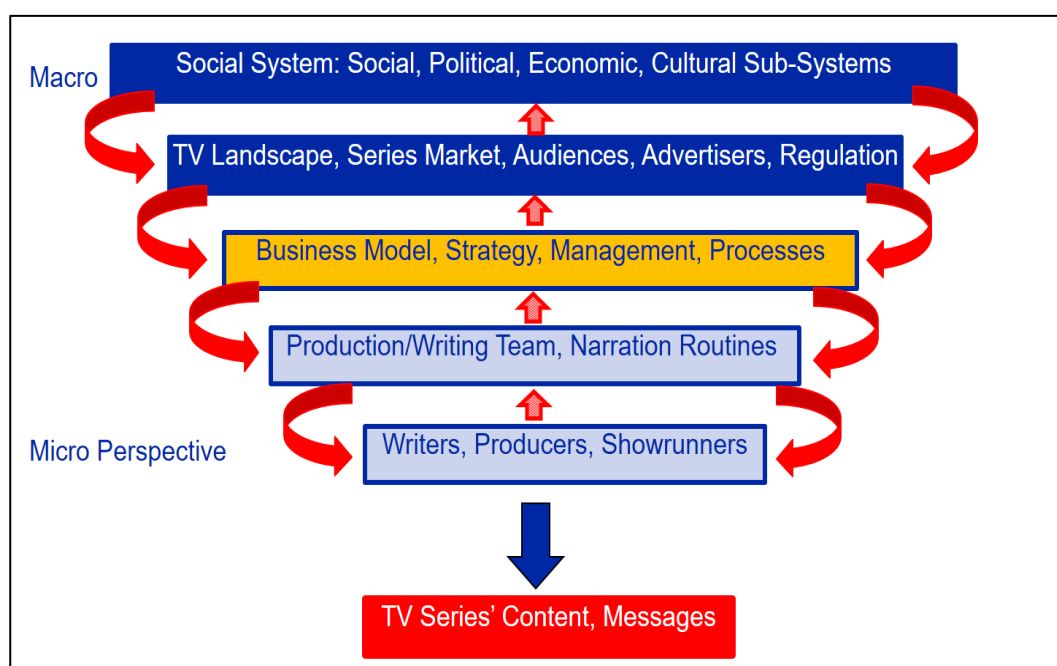 Macro
Social System: Social, Political, Economic, Cultural Sub-Systems
TV Landscape, Series Market, Audiences, Advertisers, Regulation
Business Model, Strategy, Management, Processes
Production/Writing Team, Narration Routines
Micro Perspective
Writers, Producers, Showrunners
TV Series’ Content, Messages